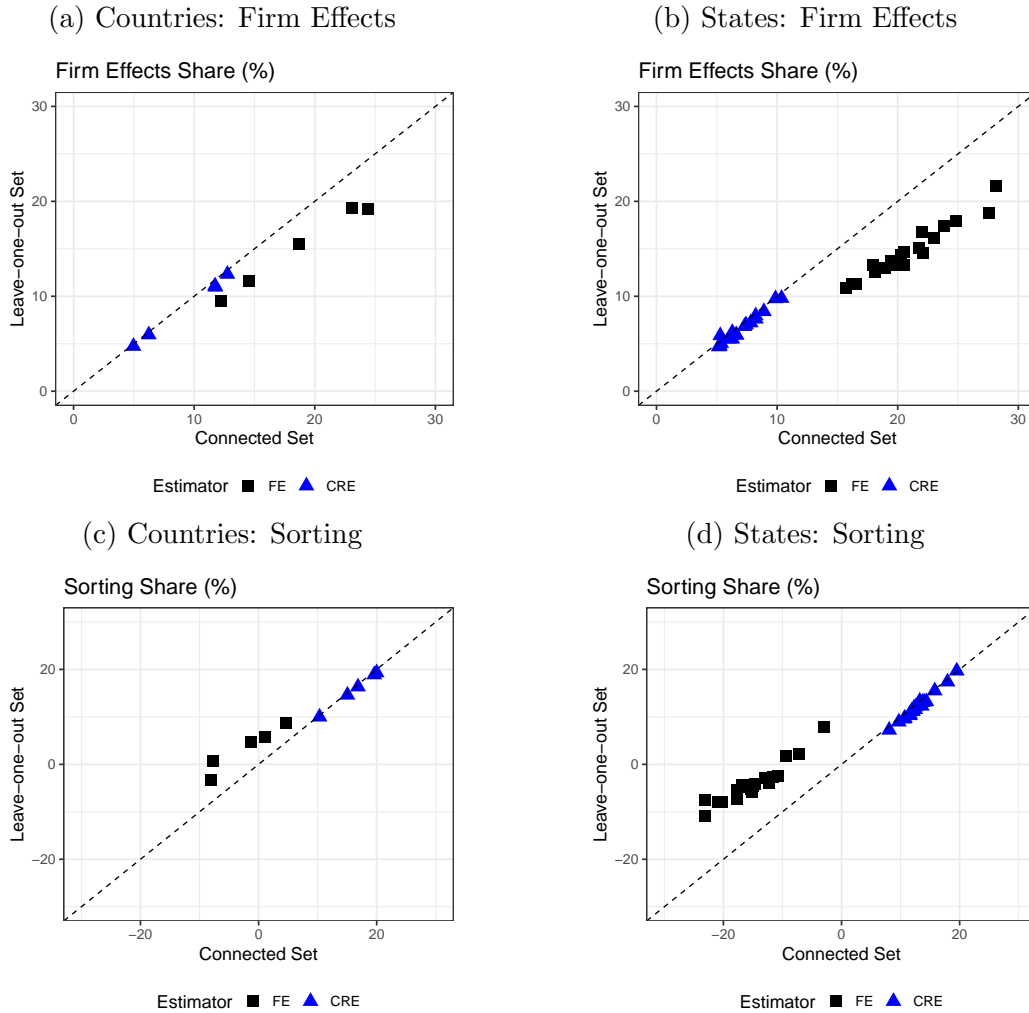 (a) Countries: Firm Effects
Firm Effects Share (%)
30
20
10
0
Leave−one−out Set
0 10 20 30
Connected Set
Estimator FE CRE
(b) States: Firm Effects
Firm Effects Share (%)
30
20
10
0
Leave−one−out Set
0 10 20 30
Connected Set
Estimator FE CRE
(c) Countries: Sorting
Sorting Share (%)
20
0
−20
Leave−one−out Set
−20 0 20
Connected Set
Estimator FE CRE
(d) States: Sorting
Sorting Share (%)
20
0
−20
Leave−one−out Set
−20 0 20
Connected Set
Estimator FE CRE